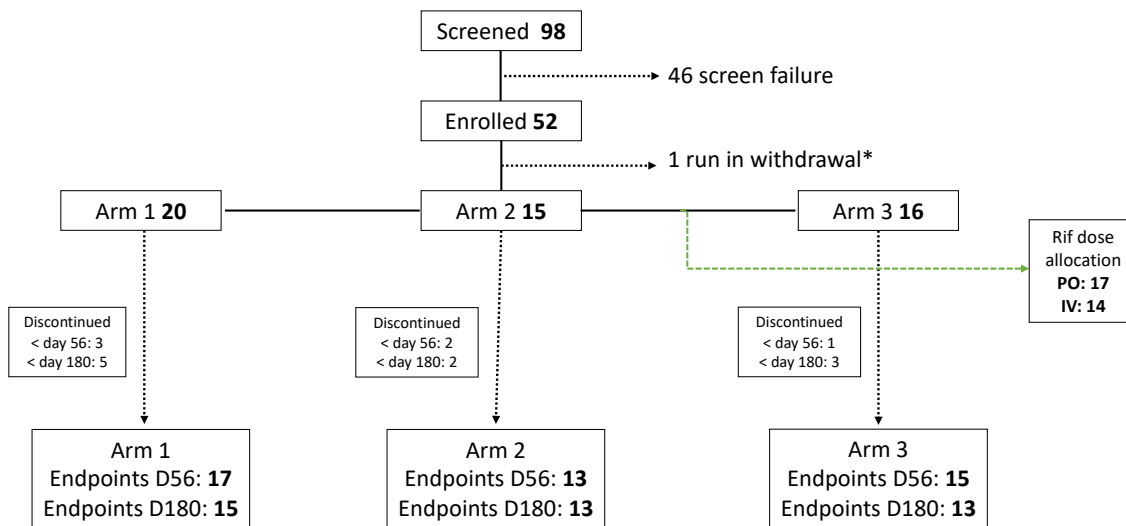 Screened 98
46 screen failure
Enrolled 52
1 run in withdrawal*
Arm 1 20
Arm 2 15
Arm 3 16
Rif dose
allocation
PO: 17
IV: 14
Discontinued
< day 56: 3
< day 180: 5
Discontinued
< day 56: 2
< day 180: 2
Discontinued
< day 56: 1
< day 180: 3
Arm 1
Endpoints D56: 17
Endpoints D180: 15
Arm 2
Endpoints D56: 13
Endpoints D180: 13
Arm 3
Endpoints D56: 15
Endpoints D180: 13